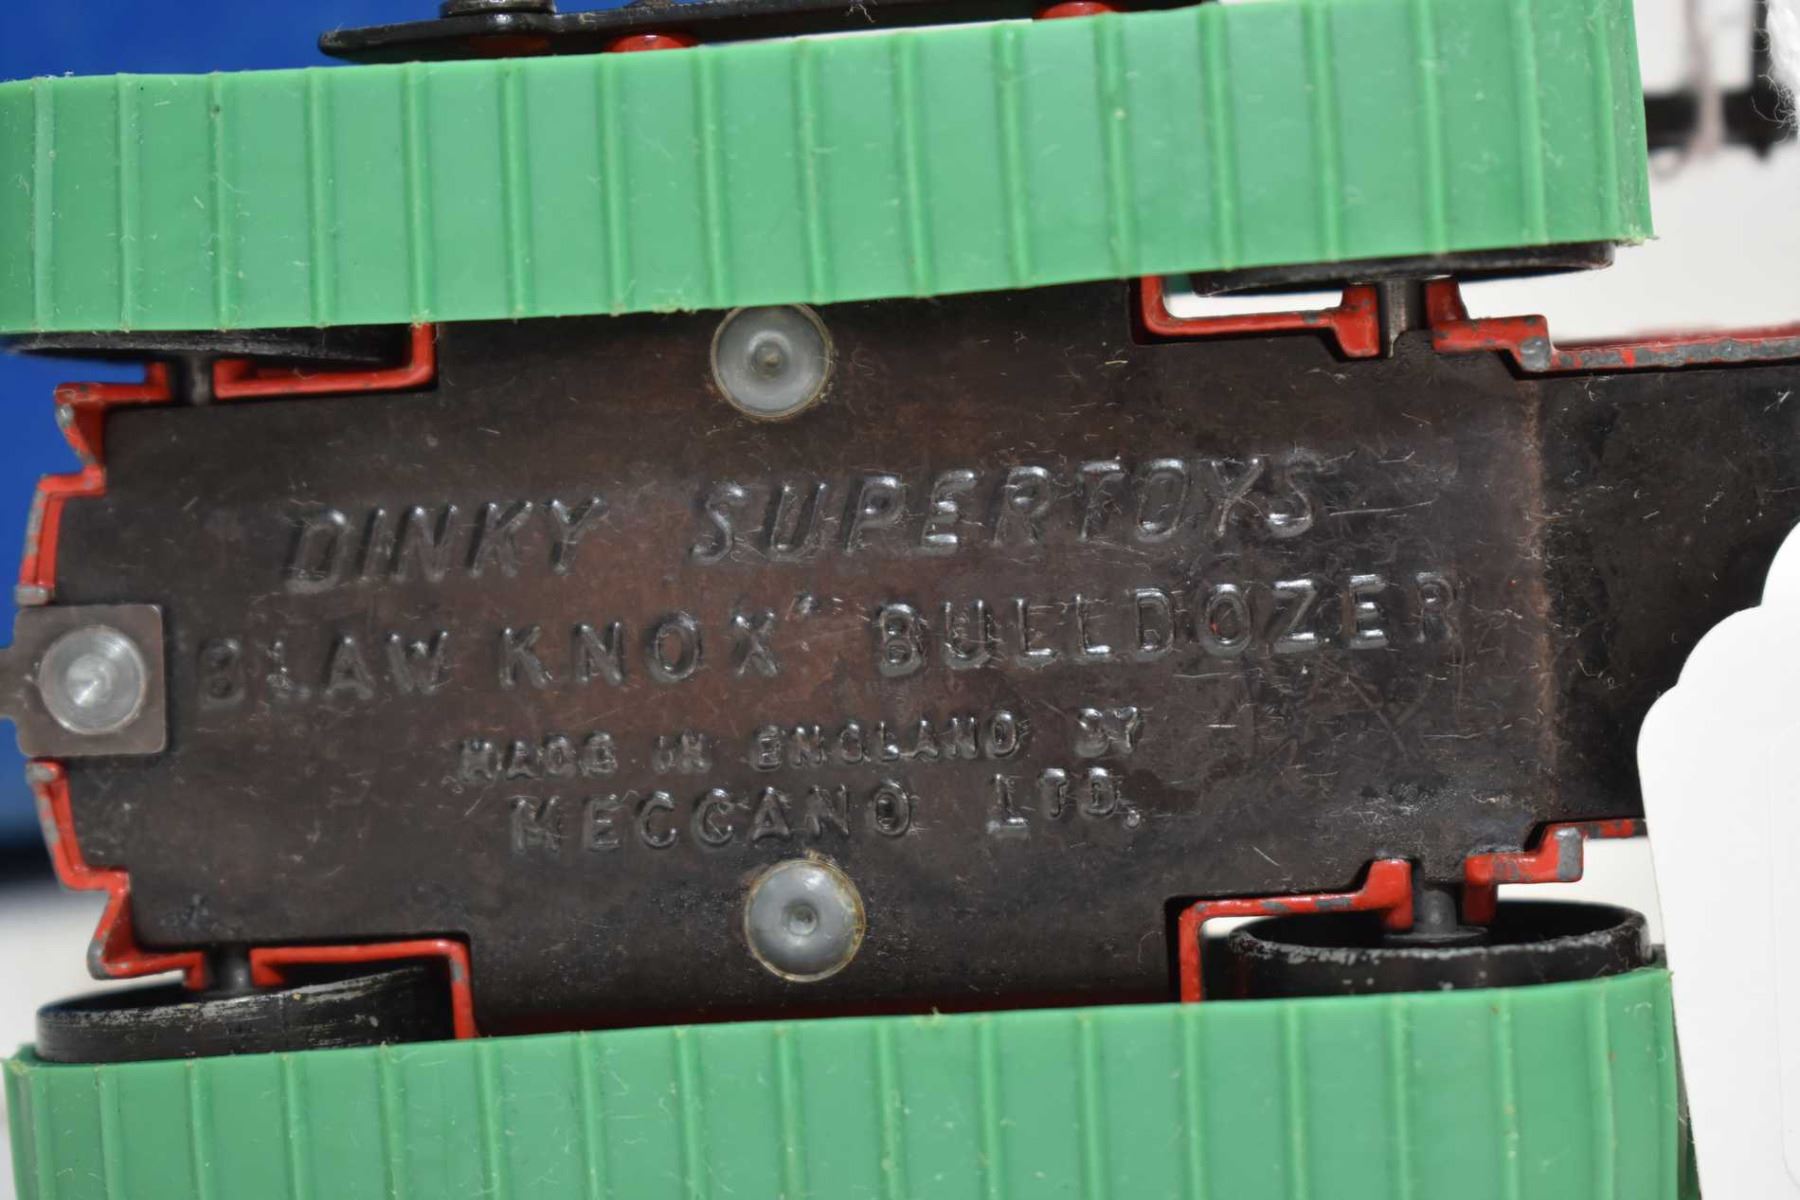 DINKY SUPERTOYS
BLAW KNOX" BULLDOZER
MADE IN ENGLAND BY
MECCANO LTD.